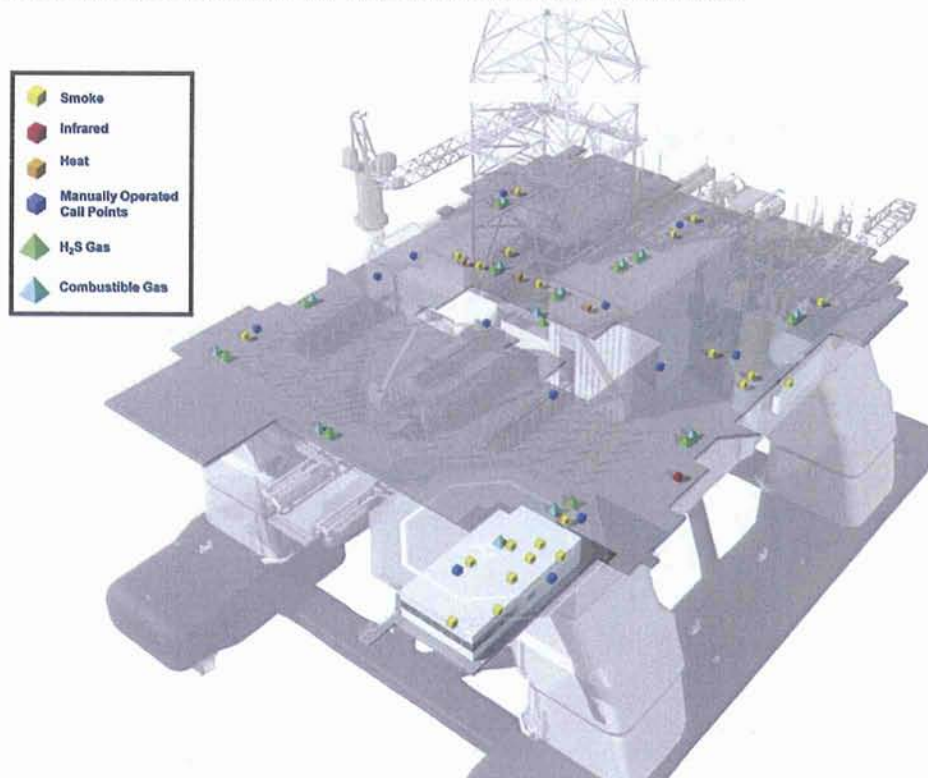 Smoke
Infrared
Heat
Manually Operated
Call Points
H₂S Gas
Combustible Gas